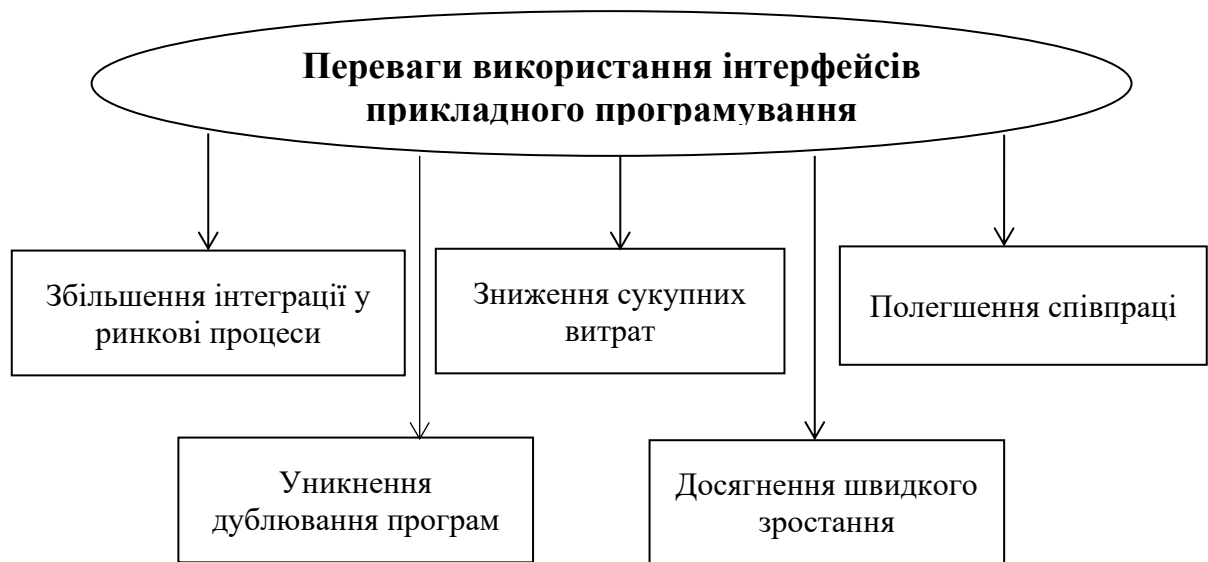 Переваги використання інтерфейсів
прикладного програмування
Збільшення інтеграції у
ринкові процеси
Зниження сукупних
витрат
Полегшення співпраці
Уникнення
дублювання програм
Досягнення швидкого
зростання